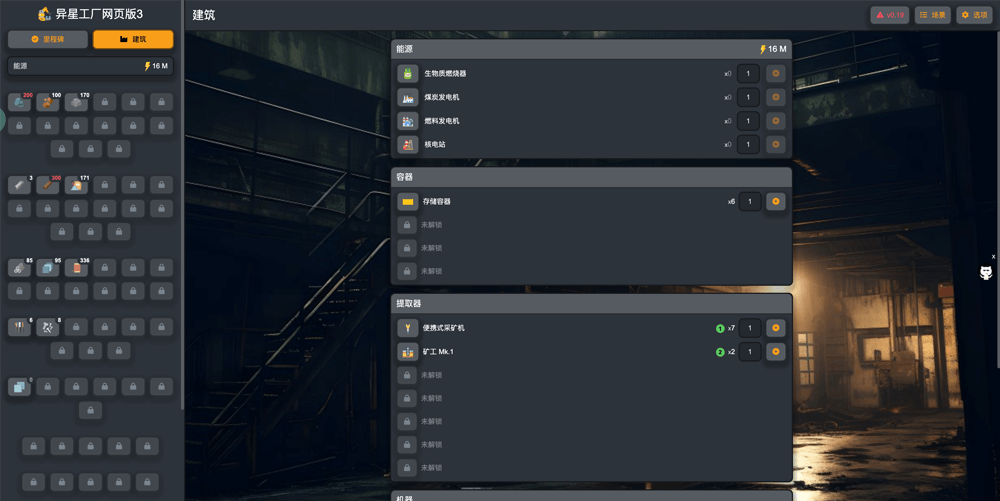 异星工厂网页版3
里程碑
建筑
能源 16 M
200 100 170
3 300 171
85 95 336
6 8
0
建筑
v0.19
场景
选项
能源 16 M
生物质燃烧器 x0 1
煤炭发电机 x0 1
燃料发电机 x0 1
核电站 x0 1
容器
存储容器 x6 1
未解锁
未解锁
未解锁
提取器
便携式采矿机 1 x7 1
矿工 Mk.1 2 x2 1
未解锁
未解锁
未解锁
未解锁
未解锁
机器
x